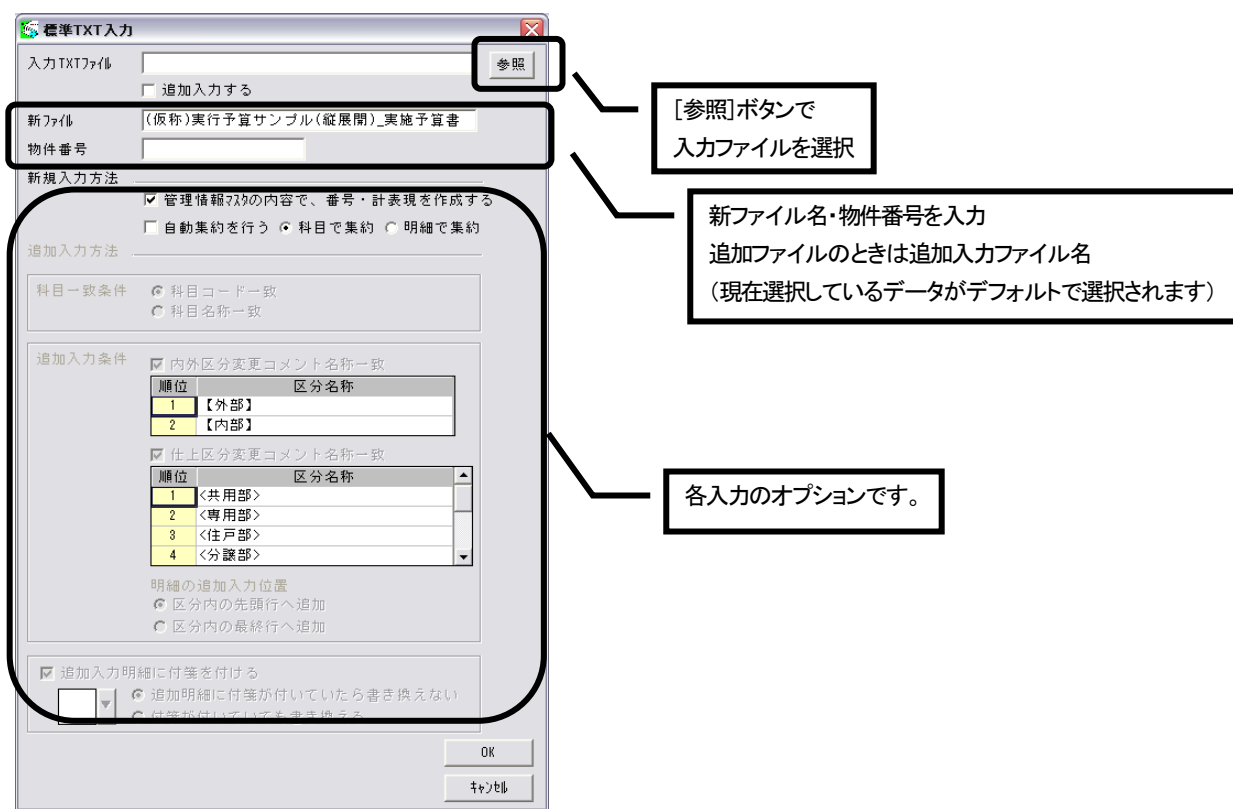 標準TXT入力
入力TXTﾌｧｲﾙ
参照
追加入力する
新ﾌｧｲﾙ
(仮称)実行予算サンプル(縦展開)_実施予算書
物件番号
新規入力方法
管理情報ﾏｽﾀの内容で、番号・計表現を作成する
自動集約を行う 科目で集約 明細で集約
追加入力方法
科目一致条件 科目コード一致
科目名称一致
追加入力条件 内外区分変更コメント名称一致
順位 区分名称
1 【外部】
2 【内部】
仕上区分変更コメント名称一致
順位 区分名称
1 <共用部>
2 <専用部>
3 <住戸部>
4 <分譲部>
明細の追加入力位置
区分内の先頭行へ追加
区分内の最終行へ追加
追加入力明細に付箋を付ける
追加明細に付箋が付いていたら書き換えない
付箋が付いていても書き換える
OK
ｷｬﾝｾﾙ
[参照]ボタンで
入力ファイルを選択
新ファイル名・物件番号を入力
追加ファイルのときは追加入力ファイル名
（現在選択しているデータがデフォルトで選択されます）
各入力のオプションです。